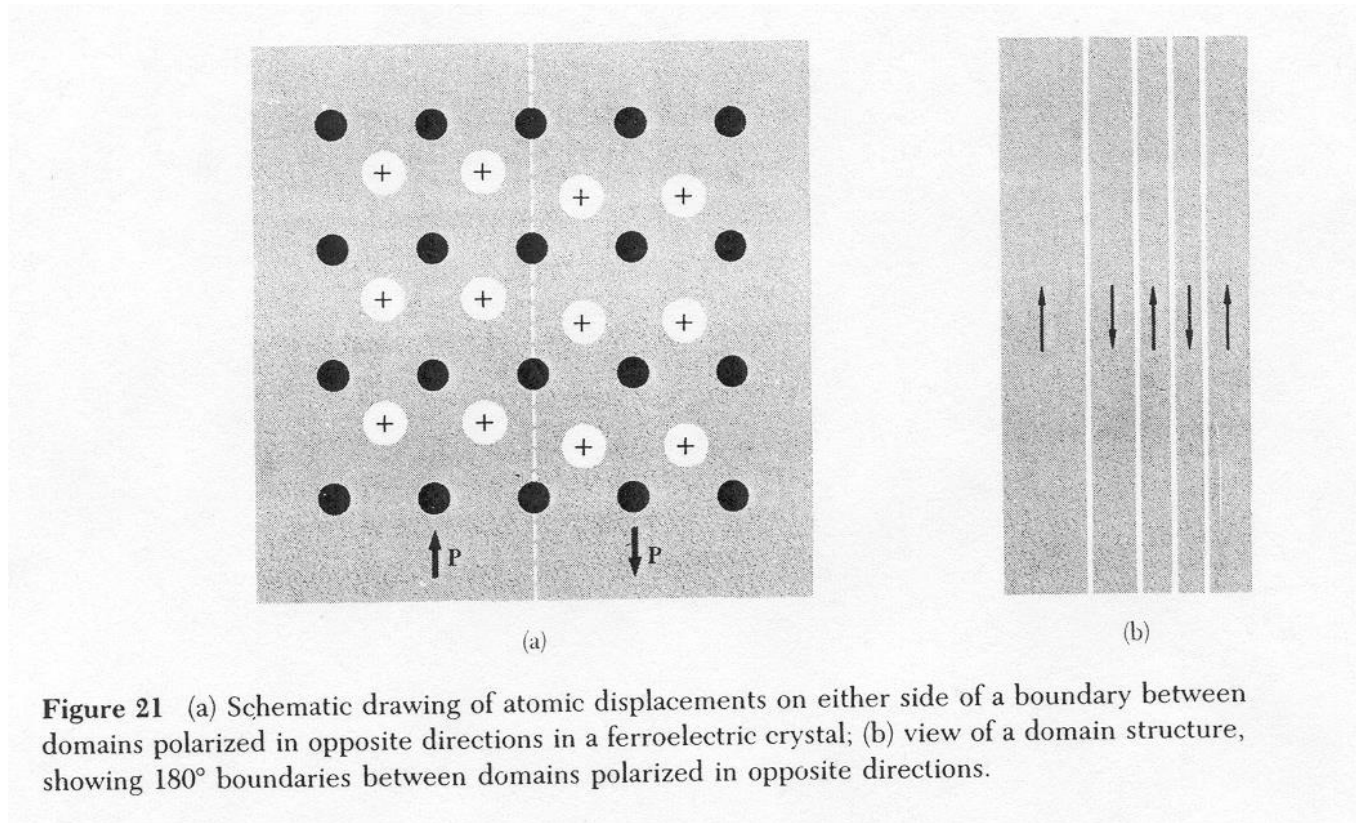 + +
+ +
+ +
+ +
+ +
+ +
P
P
(a)
(b)
Figure 21 (a) Schematic drawing of atomic displacements on either side of a boundary between
domains polarized in opposite directions in a ferroelectric crystal; (b) view of a domain structure,
showing 180° boundaries between domains polarized in opposite directions.